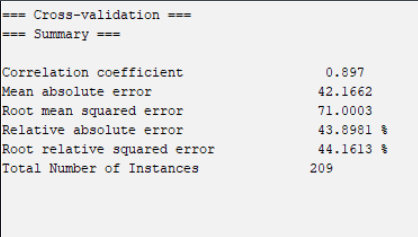 === Cross-validation ===
=== Summary ===
Correlation coefficient 0.897
Mean absolute error 42.1662
Root mean squared error 71.0003
Relative absolute error 43.8981 %
Root relative squared error 44.1613 %
Total Number of Instances 209